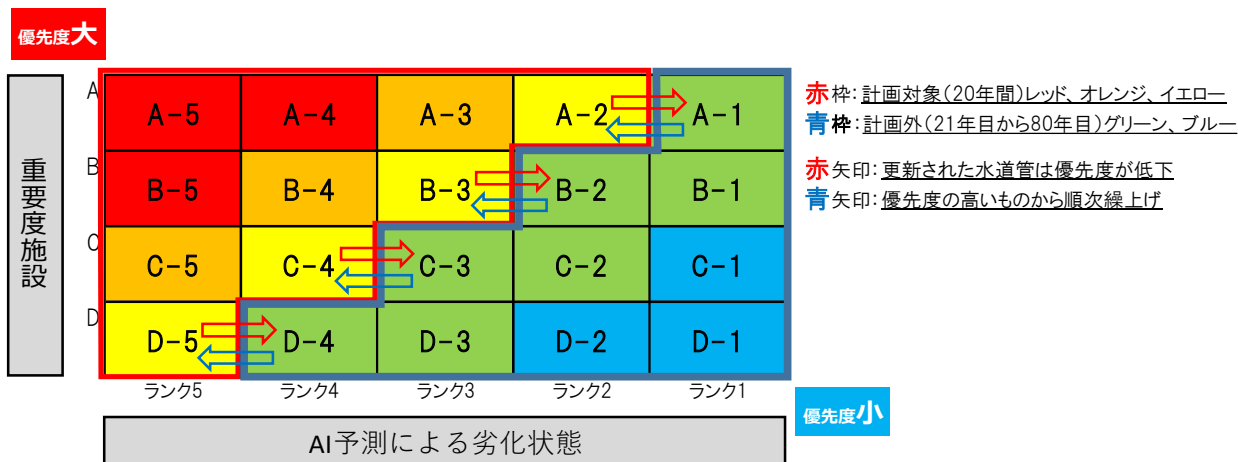 優先度大
重要度施設
A
A-5
A-4
A-3
A-2
A-1
B
B-5
B-4
B-3
B-2
B-1
C
C-5
C-4
C-3
C-2
C-1
D
D-5
D-4
D-3
D-2
D-1
ランク5
ランク4
ランク3
ランク2
ランク1
AI予測による劣化状態
赤枠：計画対象（20年間）レッド、オレンジ、イエロー
青枠：計画外（21年目から80年目）グリーン、ブルー
赤矢印：更新された水道管は優先度が低下
青矢印：優先度の高いものから順次繰上げ
優先度小